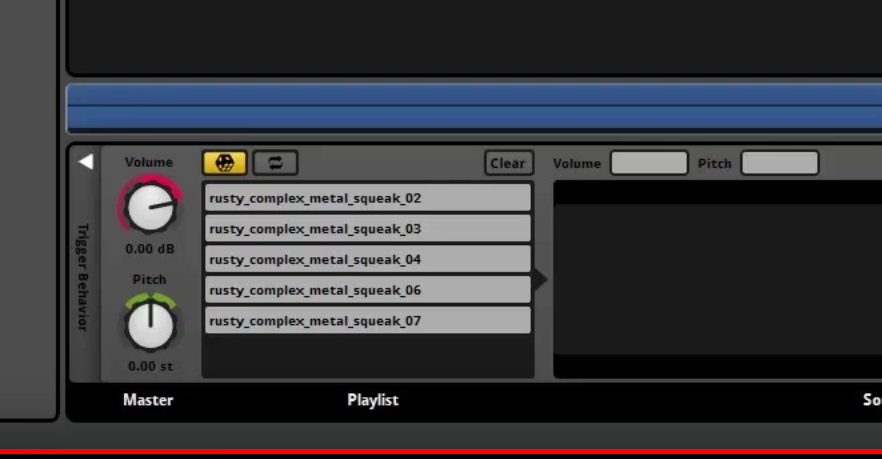 Volume
Clear
Volume
Pitch
rusty_complex_metal_squeak_02
rusty_complex_metal_squeak_03
rusty_complex_metal_squeak_04
rusty_complex_metal_squeak_06
rusty_complex_metal_squeak_07
0.00 dB
Pitch
0.00 st
Trigger Behavior
Master
Playlist
So